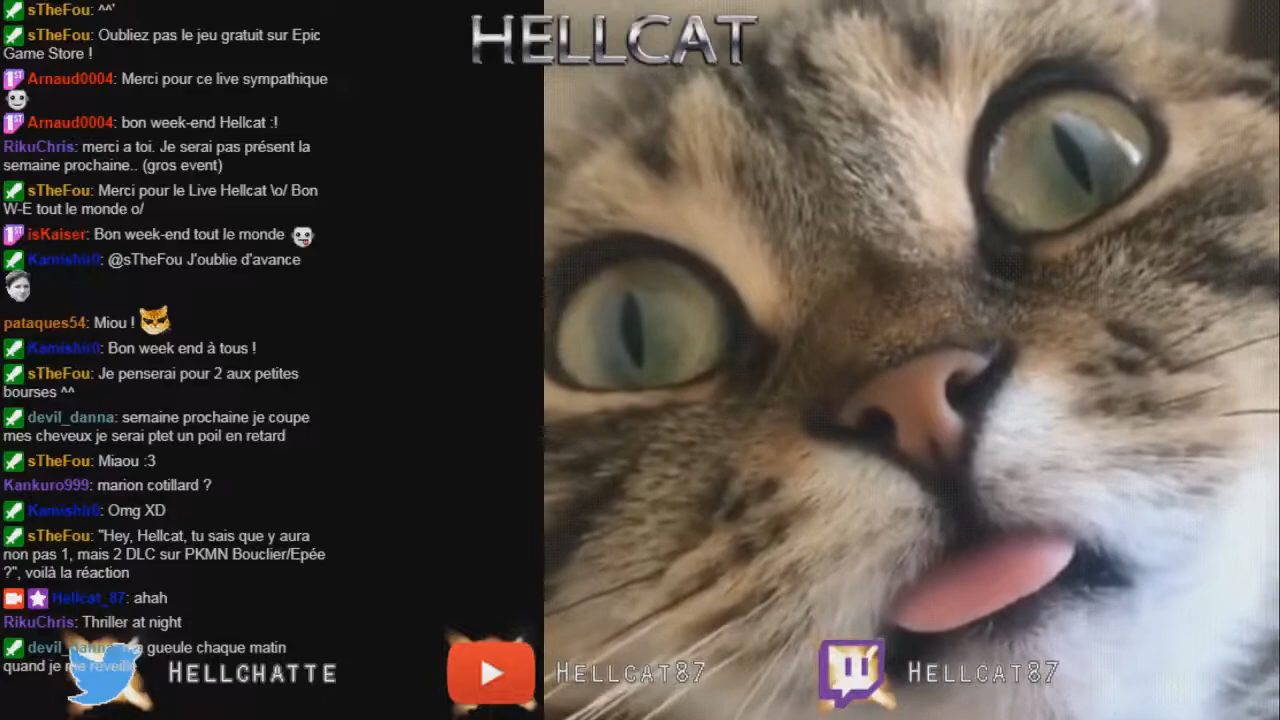 sTheFou: ^^'
sTheFou: Oubliez pas le jeu gratuit sur Epic
Game Store !
Arnaud0004: Merci pour ce live sympathique
Arnaud0004: bon week-end Hellcat :!
RikuChris: merci a toi. Je serai pas présent la
semaine prochaine.. (gros event)
sTheFou: Merci pour le Live Hellcat \o/ Bon
W-E tout le monde o/
isKaiser: Bon week-end tout le monde
Kamishir0: @sTheFou J'oublie d'avance
pataques54: Miou !
Kamishir0: Bon week end à tous !
sTheFou: Je penserai pour 2 aux petites
bourses ^^
devil_danna: semaine prochaine je coupe
mes cheveux je serai ptet un poil en retard
sTheFou: Miaou :3
Kankuro999: marion cotillard ?
Kamishir0: Omg XD
sTheFou: "Hey, Hellcat, tu sais que y aura
non pas 1, mais 2 DLC sur PKMN Bouclier/Epée
?", voilà la réaction
Hellcat_87: ahah
RikuChris: Thriller at night
devil_danna: gueule chaque matin
quand je me réveille
HELLCAT
HELLCHATTE
HELLCAT87
HELLCAT87